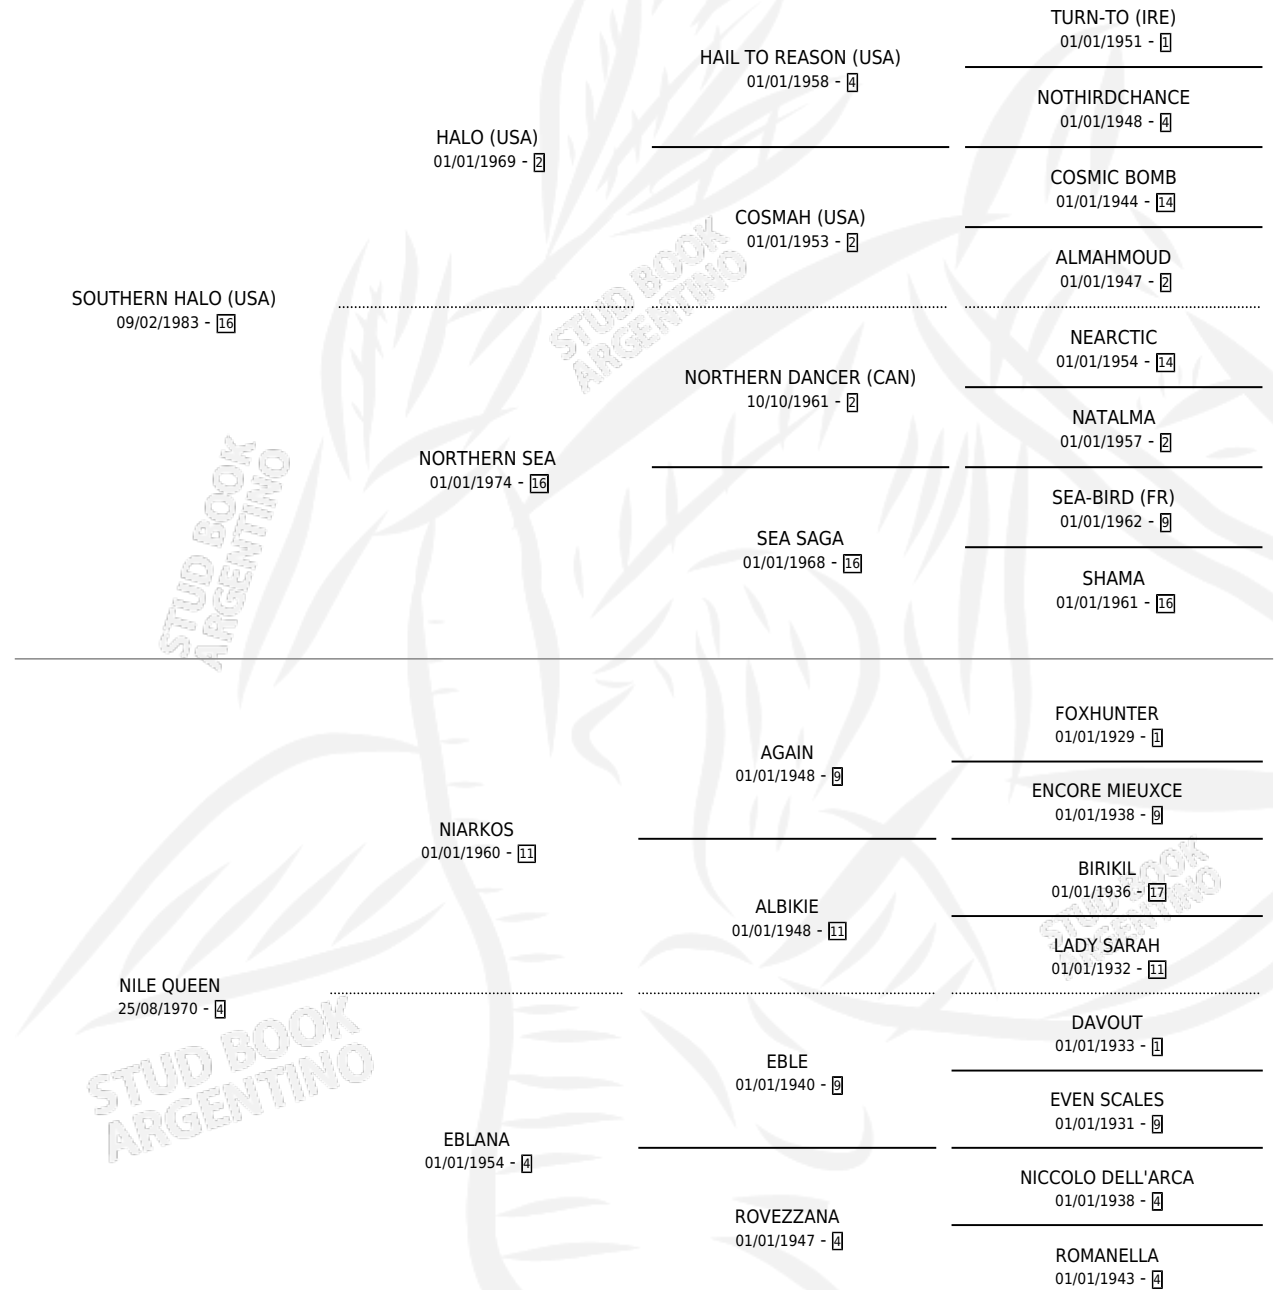 TURN-TO (IRE)
01/01/1951 - 1
HAIL TO REASON (USA)
01/01/1958 - 4
NOTHIRDCHANCE
01/01/1948 - 4
HALO (USA)
01/01/1969 - 2
COSMIC BOMB
01/01/1944 - 14
COSMAH (USA)
01/01/1953 - 2
ALMAHMOUD
01/01/1947 - 2
SOUTHERN HALO (USA)
09/02/1983 - 16
STUD BOOK
ARGENTINO
NEARCTIC
01/01/1954 - 14
NORTHERN DANCER (CAN)
10/10/1961 - 2
NATALMA
01/01/1957 - 2
NORTHERN SEA
01/01/1974 - 16
SEA-BIRD (FR)
01/01/1962 - 9
SEA SAGA
01/01/1968 - 16
SHAMA
01/01/1961 - 16
STUD BOOK
ARGENTINO
FOXHUNTER
01/01/1929 - 1
AGAIN
01/01/1948 - 9
ENCORE MIEUXCE
01/01/1938 - 9
NIARKOS
01/01/1960 - 11
BIRIKIL
01/01/1936 - 17
ALBIKIE
01/01/1948 - 11
STUD BOOK
ARGENTINO
LADY SARAH
01/01/1932 - 11
NILE QUEEN
25/08/1970 - 4
DAVOUT
01/01/1933 - 1
EBLE
01/01/1940 - 9
STUD BOOK
ARGENTINO
EVEN SCALES
01/01/1931 - 9
EBLANA
01/01/1954 - 4
NICCOLO DELL'ARCA
01/01/1938 - 4
ROVEZZANA
01/01/1947 - 4
ROMANELLA
01/01/1943 - 4